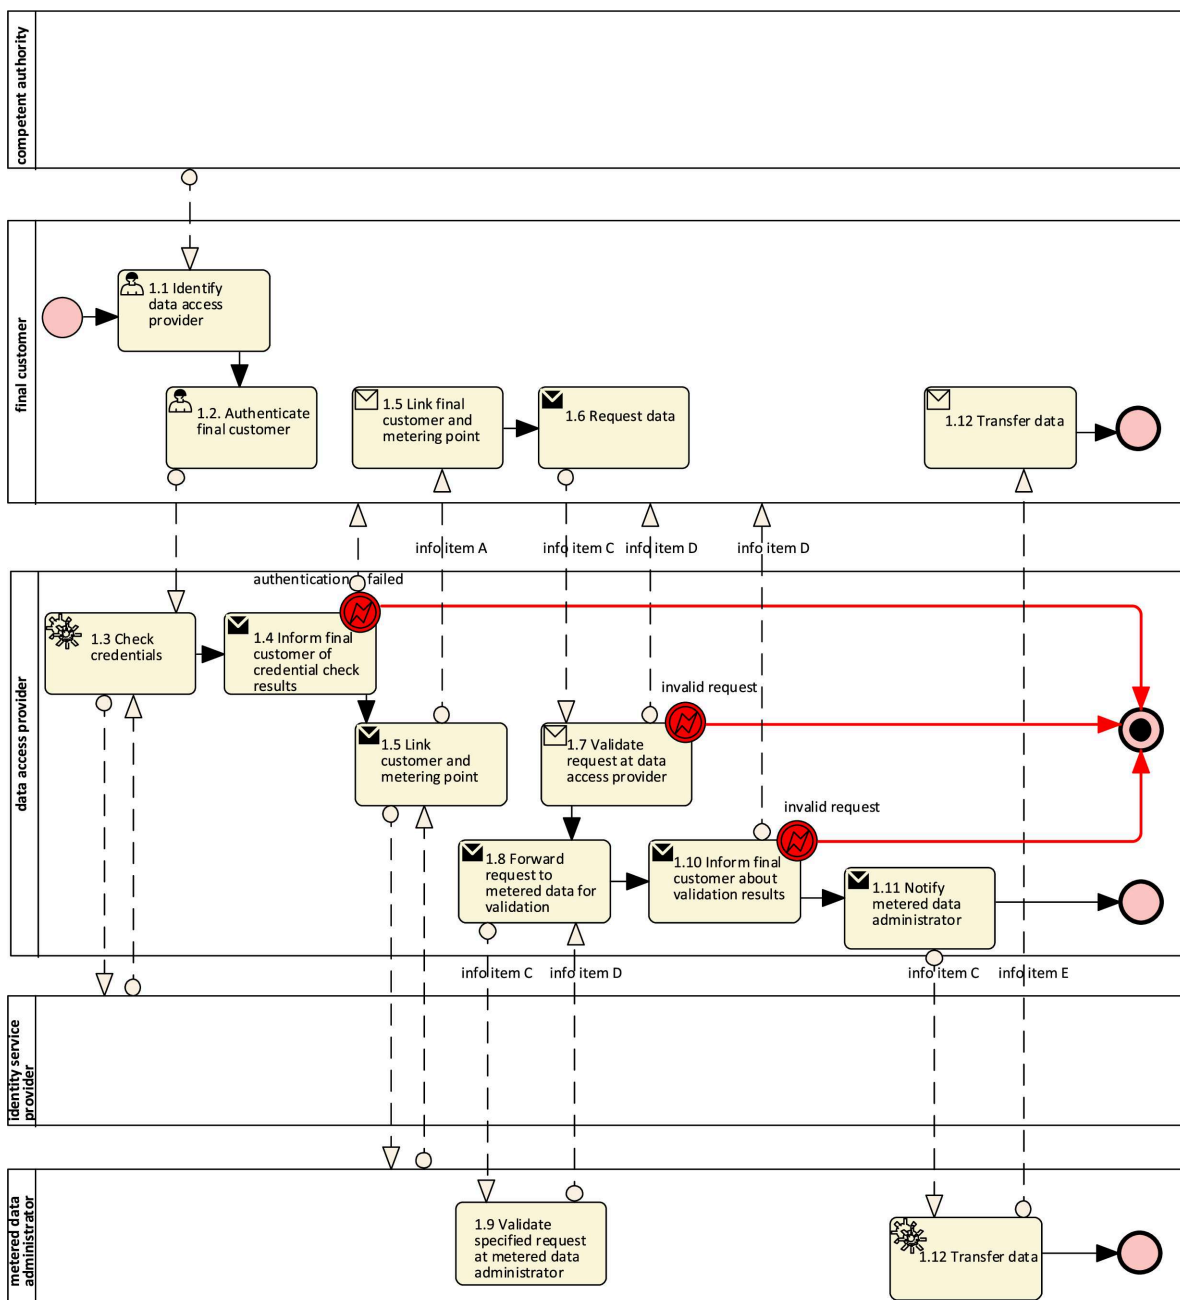 competent authority
final customer
1.1 Identify
data access
provider
1.2. Authenticate
final customer
1.5 Link final
customer and
metering point
1.6 Request data
1.12 Transfer data
info item A
info item C
info item D
info item D
data access provider
authentication failed
1.3 Check
credentials
1.4 Inform final
customer of
credential check
results
invalid request
1.5 Link
customer and
metering point
1.7 Validate
request at data
access provider
invalid request
1.8 Forward
request to
metered data for
validation
1.10 Inform final
customer about
validation results
1.11 Notify
metered data
administrator
info item C
info item D
info item C
info item E
identity service
provider
metered data
administrator
1.9 Validate
specified request
at metered data
administrator
1.12 Transfer data